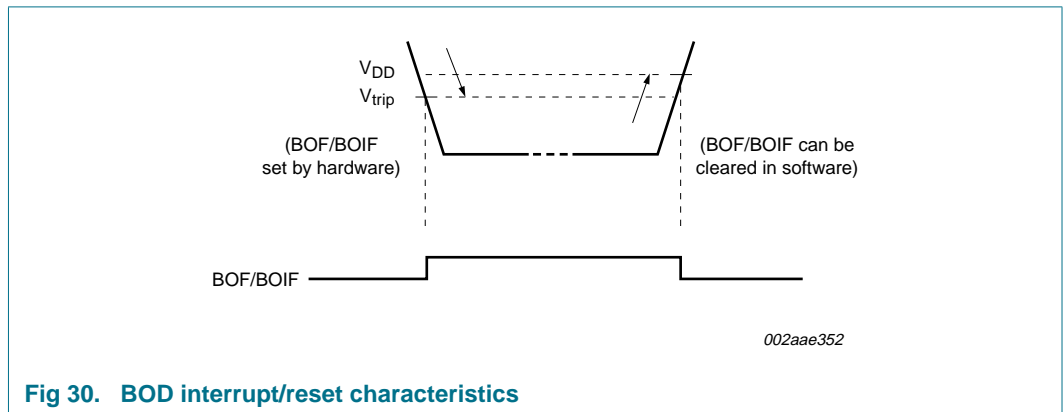 VDD
Vtrip
(BOF/BOIF
set by hardware)
(BOF/BOIF can be
cleared in software)
BOF/BOIF
002aae352
Fig 30. BOD interrupt/reset characteristics